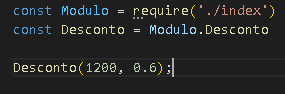 const Modulo = require('./index')
const Desconto = Modulo.Desconto
Desconto(1200, 0.6);